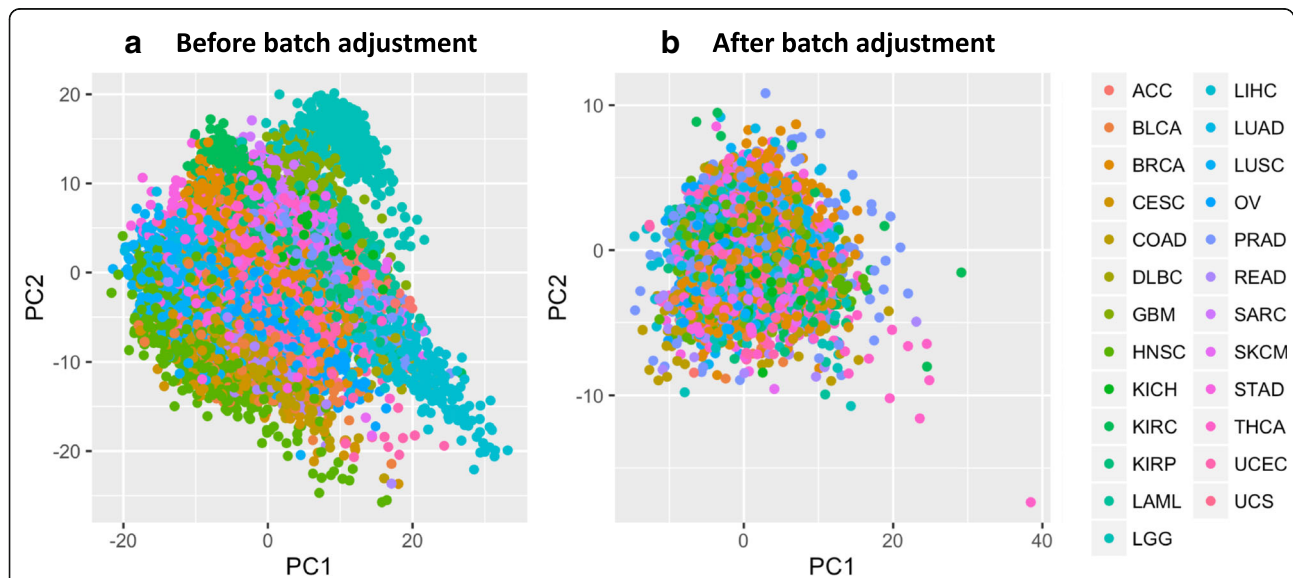 a Before batch adjustment
20
10
0
-10
-20
PC2
-20 0 20
PC1
b After batch adjustment
10
0
-10
PC2
0 20 40
PC1
ACC
BLCA
BRCA
CESC
COAD
DLBC
GBM
HNSC
KICH
KIRC
KIRP
LAML
LGG
LIHC
LUAD
LUSC
OV
PRAD
READ
SARC
SKCM
STAD
THCA
UCEC
UCS